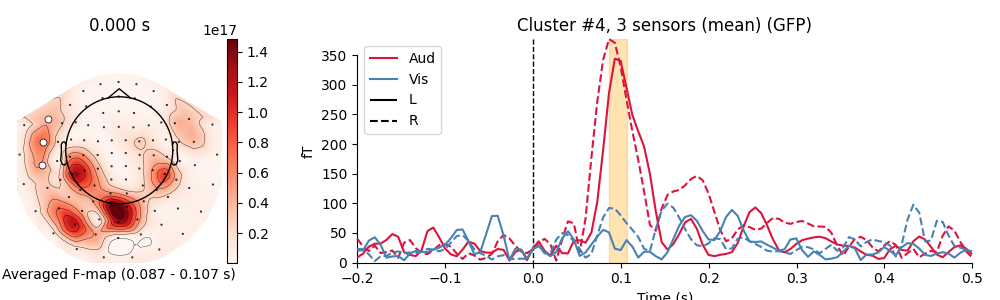 0.000 s
1e17
1.4
1.2
1.0
0.8
0.6
0.4
0.2
Averaged F-map (0.087 - 0.107 s)
Cluster #4, 3 sensors (mean) (GFP)
fT
350
300
250
200
150
100
50
0
Aud
Vis
L
R
−0.2
−0.1
0.0
0.1
0.2
0.3
0.4
0.5
Time (s)